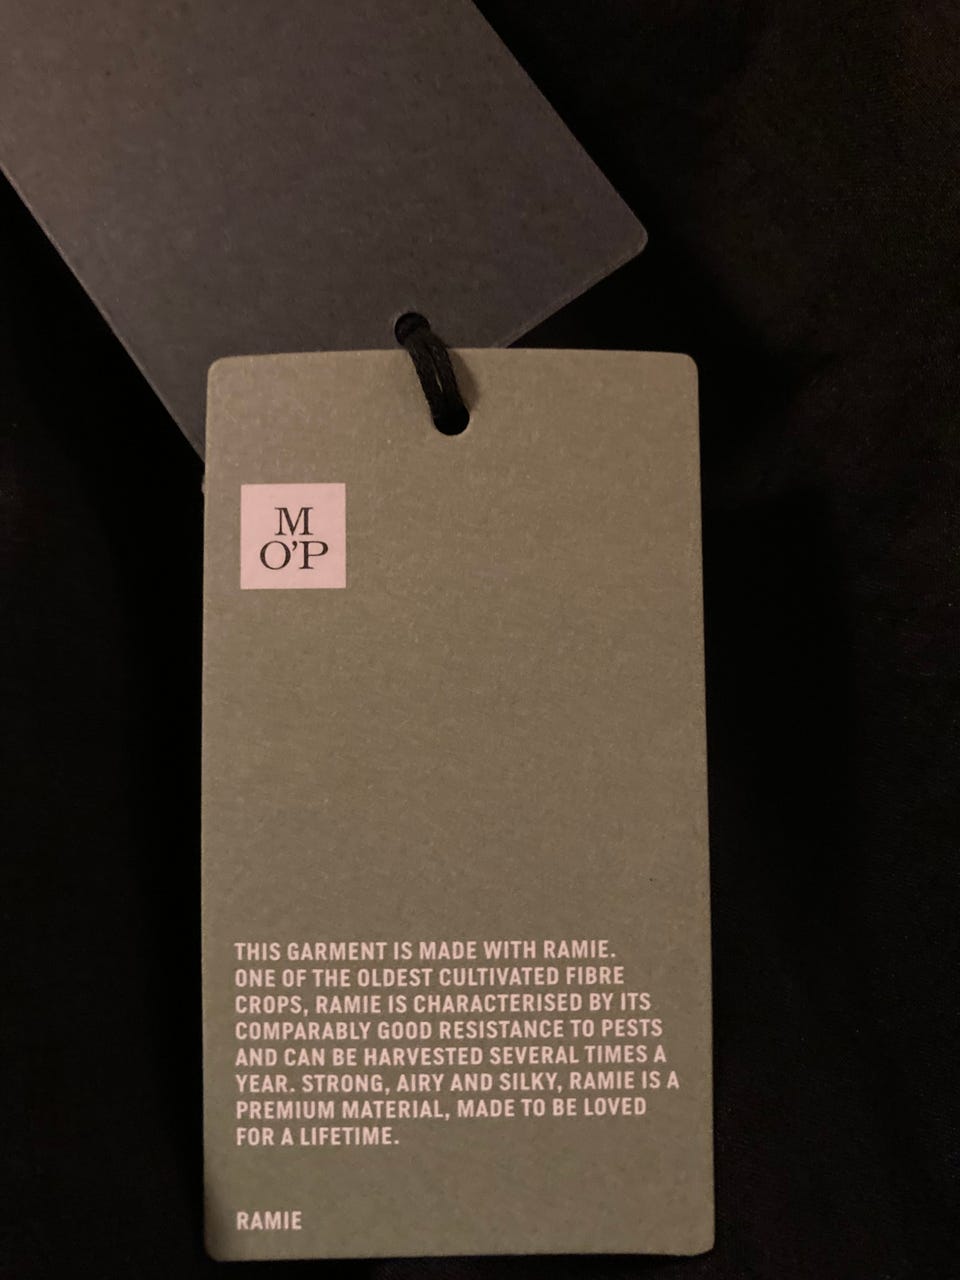 M
O'P
THIS GARMENT IS MADE WITH RAMIE.
ONE OF THE OLDEST CULTIVATED FIBRE
CROPS, RAMIE IS CHARACTERISED BY ITS
COMPARABLY GOOD RESISTANCE TO PESTS
AND CAN BE HARVESTED SEVERAL TIMES A
YEAR. STRONG, AIRY AND SILKY, RAMIE IS A
PREMIUM MATERIAL, MADE TO BE LOVED
FOR A LIFETIME.
RAMIE